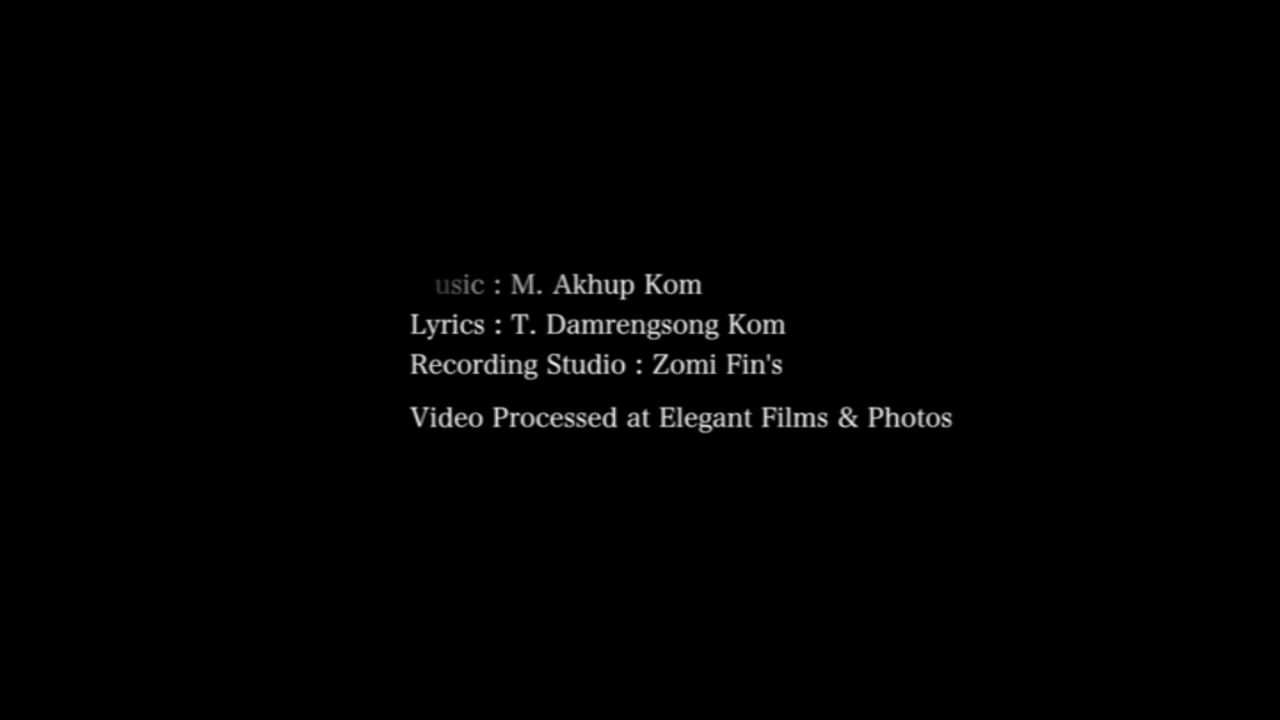 usic : M. Akhup Kom
Lyrics : T. Damrengsong Kom
Recording Studio : Zomi Fin's
Video Processed at Elegant Films & Photos